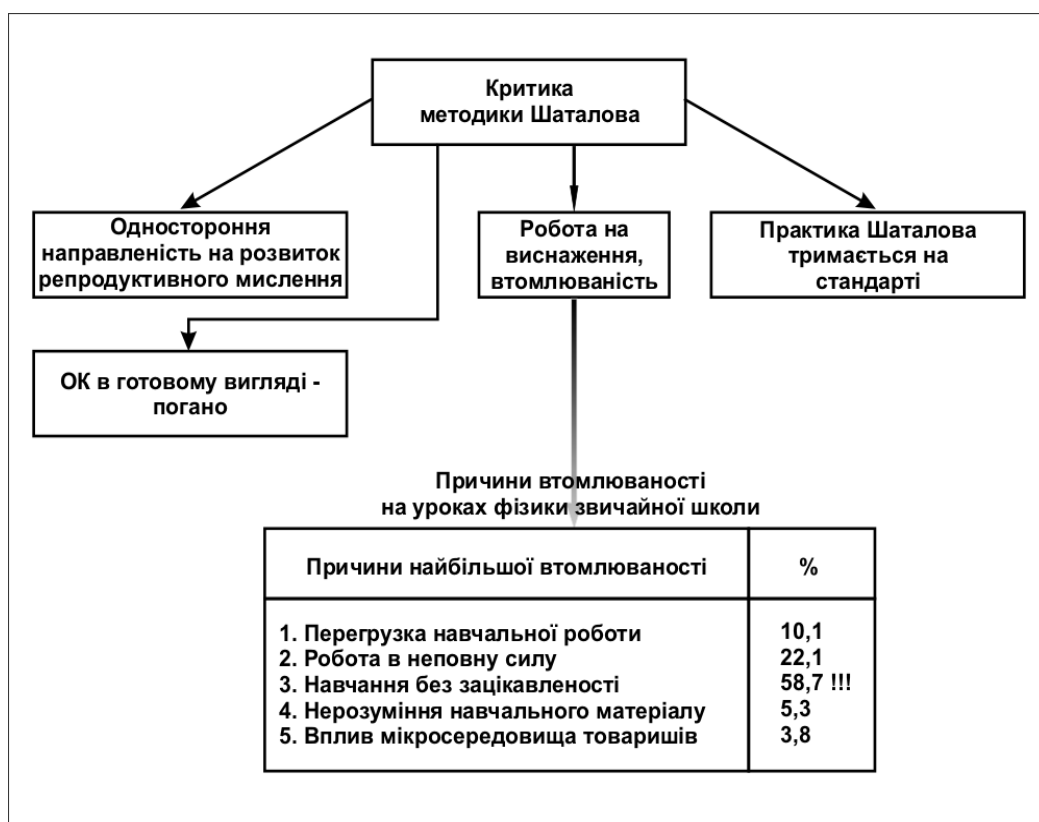 Критика
методики Шаталова
Одностороння
направленість на розвиток
репродуктивного мислення
Робота на
виснаження,
втомлюваність
Практика Шаталова
тримається на
стандарті
ОК в готовому вигляді -
погано
Причини втомлюваності
на уроках фізики звичайної школи
Причини найбільшої втомлюваності %
1. Перегрузка навчальної роботи 10,1
2. Робота в неповну силу 22,1
3. Навчання без зацікавленості 58,7 !!!
4. Нерозуміння навчального матеріалу 5,3
5. Вплив мікросередовища товаришів 3,8